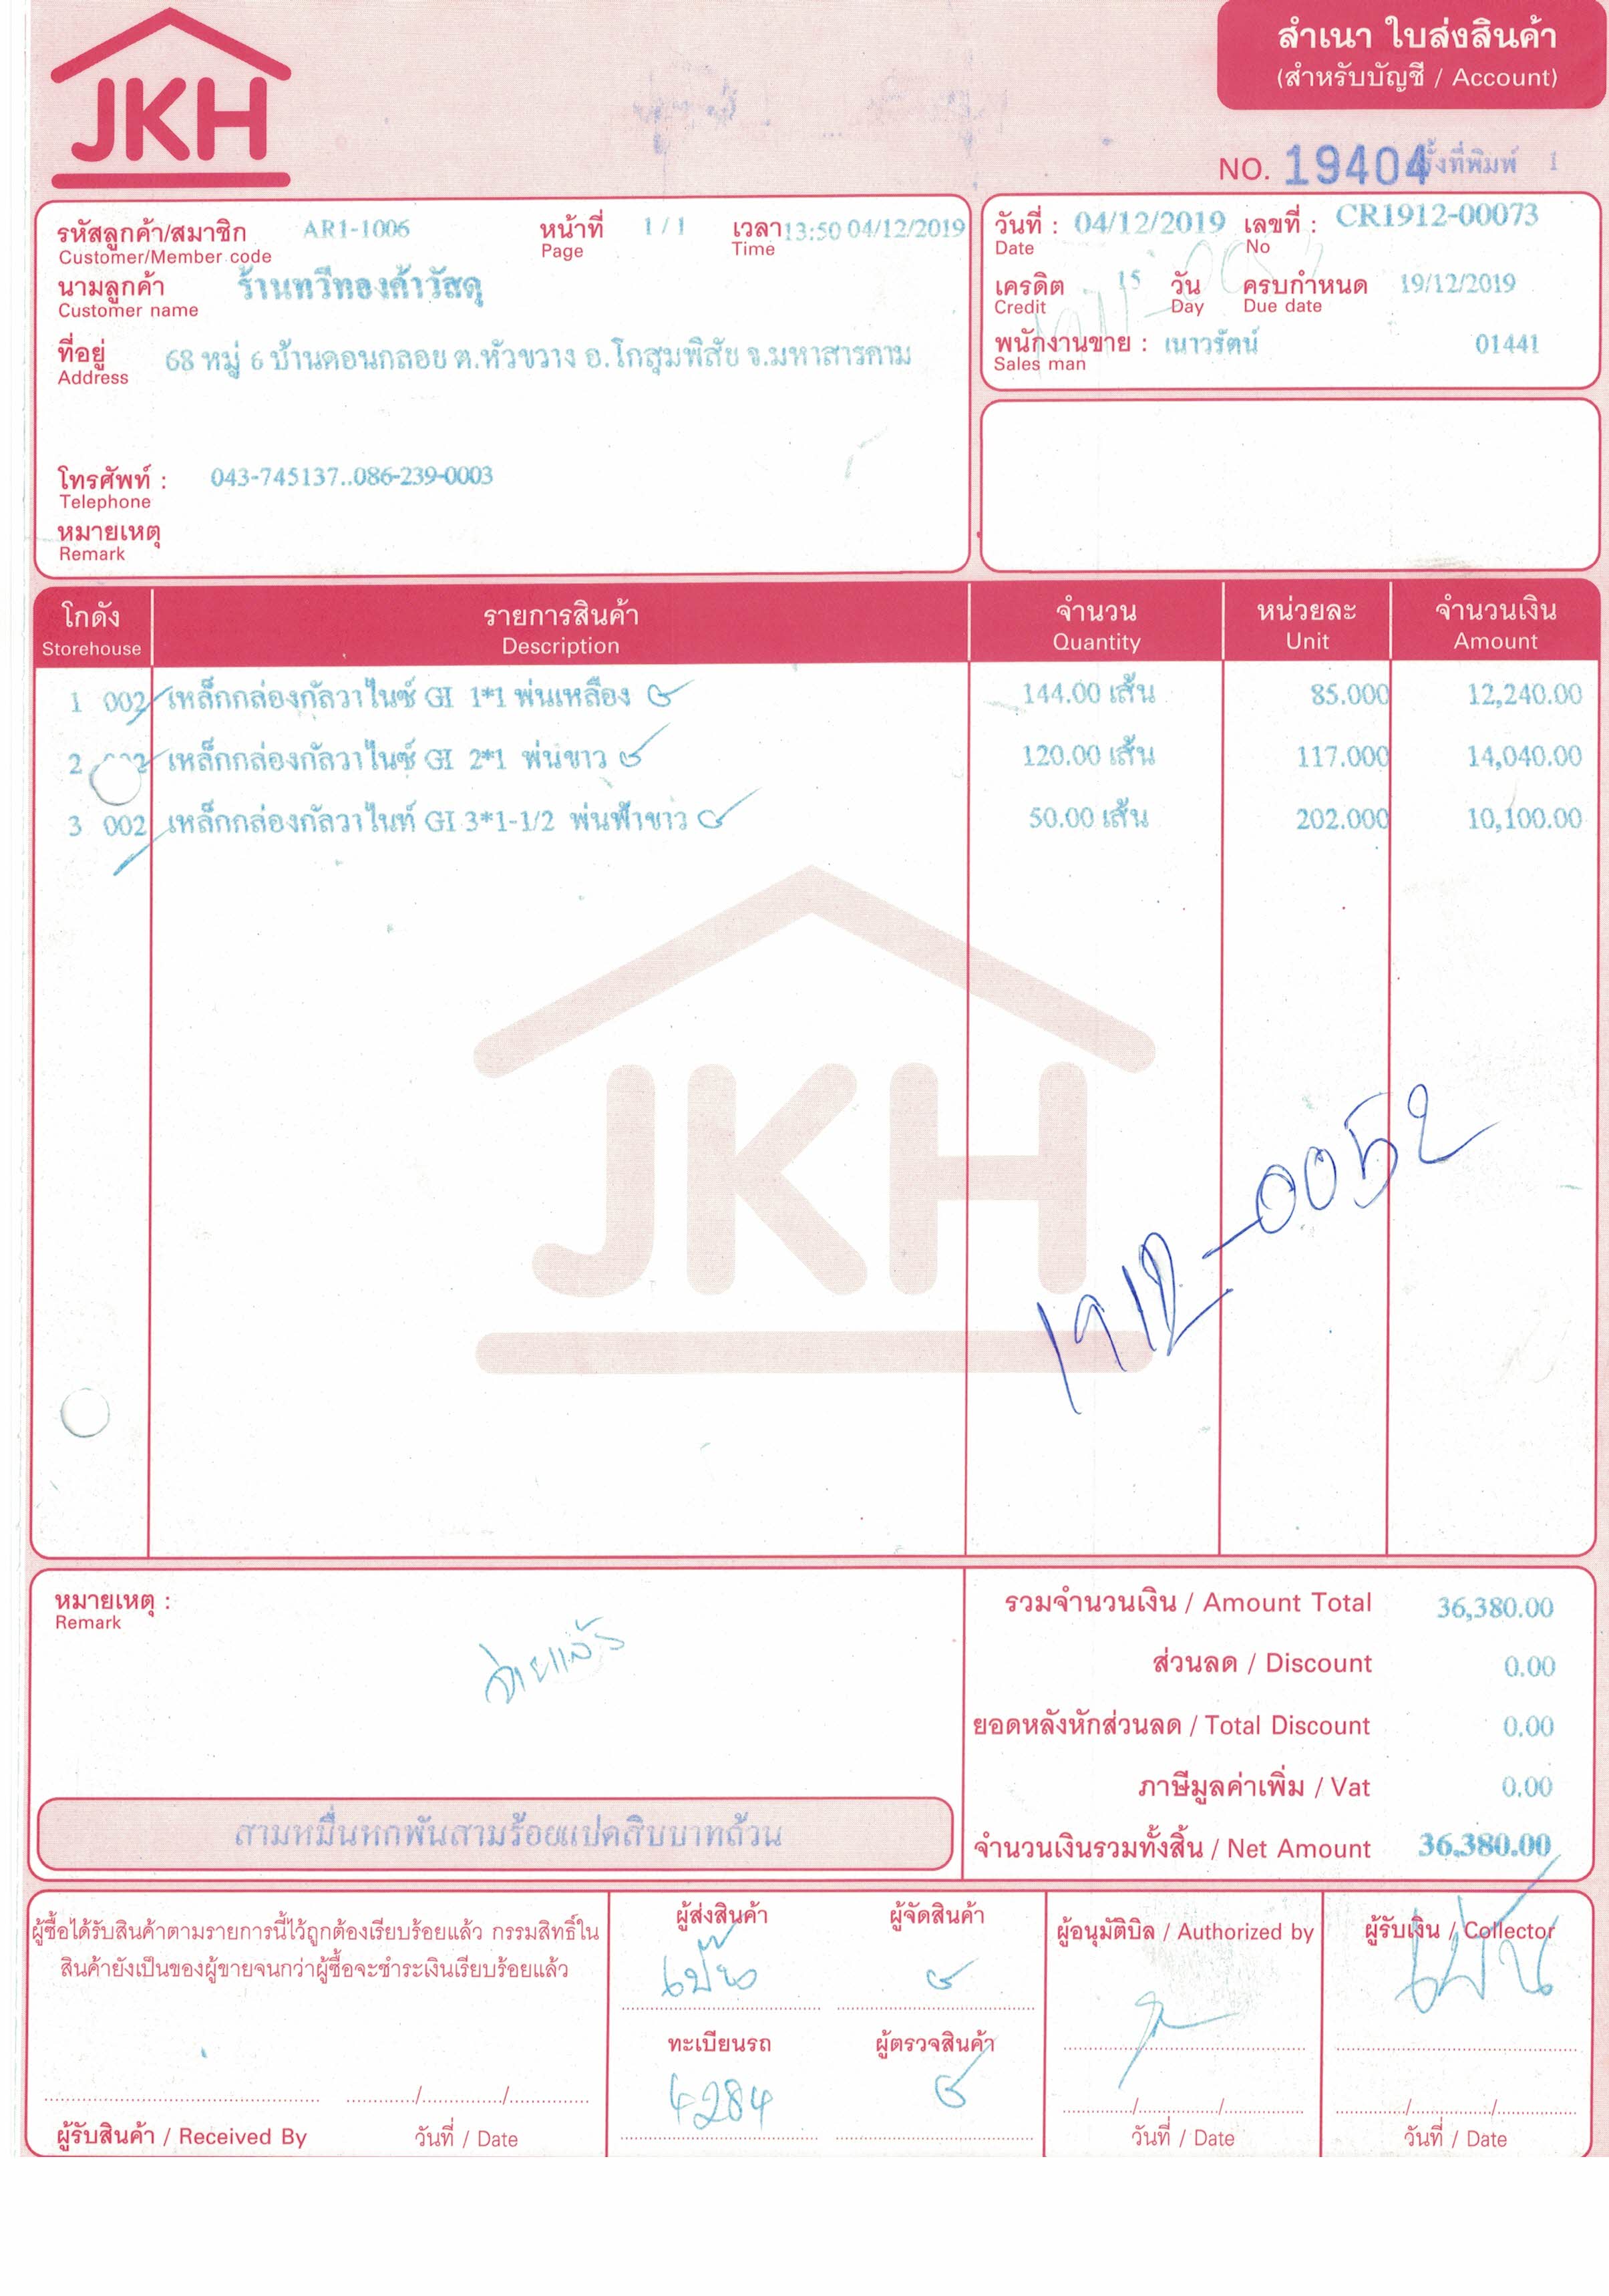 JKH
สำเนา ใบส่งสินค้า
(สำหรับบัญชี / Account)
NO. 19404 ครั้งที่พิมพ์ 1
รหัสลูกค้า/สมาชิก AR1-1006 หน้าที่ 1 / 1 เวลา 13:50 04/12/2019
Customer/Member code Page Time
นามลูกค้า ร้านทวีทองค้าวัสดุ
Customer name
ที่อยู่ 68 หมู่ 6 บ้านดอนกลอย ต.หัวขวาง อ.โกสุมพิสัย จ.มหาสารคาม
Address
โทรศัพท์ : 043-745137..086-239-0003
Telephone
หมายเหตุ
Remark
วันที่ : 04/12/2019 เลขที่ : CR1912-00073
Date No
เครดิต 15 วัน ครบกำหนด 19/12/2019
Credit Day Due date
พนักงานขาย : เนาวรัตน์ 01441
Sales man
โกดัง รายการสินค้า จำนวน หน่วยละ จำนวนเงิน
Storehouse Description Quantity Unit Amount
1 002 เหล็กกล่องกัลวาไนซ์ GI 1*1 พ่นเหลือง 144.00 เส้น 85.000 12,240.00
2 เหล็กกล่องกัลวาไนซ์ GI 2*1 พ่นขาว 120.00 เส้น 117.000 14,040.00
3 002 เหล็กกล่องกัลวาไนท์ GI 3*1-1/2 พ่นฟ้าขาว 50.00 เส้น 202.000 10,100.00
JKH
1912-0052
หมายเหตุ :
Remark
จ่ายแล้ว
รวมจำนวนเงิน / Amount Total 36,380.00
ส่วนลด / Discount 0.00
ยอดหลังหักส่วนลด / Total Discount 0.00
ภาษีมูลค่าเพิ่ม / Vat 0.00
สามหมื่นหกพันสามร้อยแปดสิบบาทถ้วน
จำนวนเงินรวมทั้งสิ้น / Net Amount 36,380.00
ผู้ซื้อได้รับสินค้าตามรายการนี้ไว้ถูกต้องเรียบร้อยแล้ว กรรมสิทธิ์ใน
สินค้ายังเป็นของผู้ขายจนกว่าผู้ซื้อจะชำระเงินเรียบร้อยแล้ว
ผู้รับสินค้า / Received By วันที่ / Date
ผู้ส่งสินค้า ผู้จัดสินค้า
ทะเบียนรถ ผู้ตรวจสินค้า
4284
ผู้อนุมัติบิล / Authorized by
วันที่ / Date
ผู้รับเงิน / Collector
วันที่ / Date